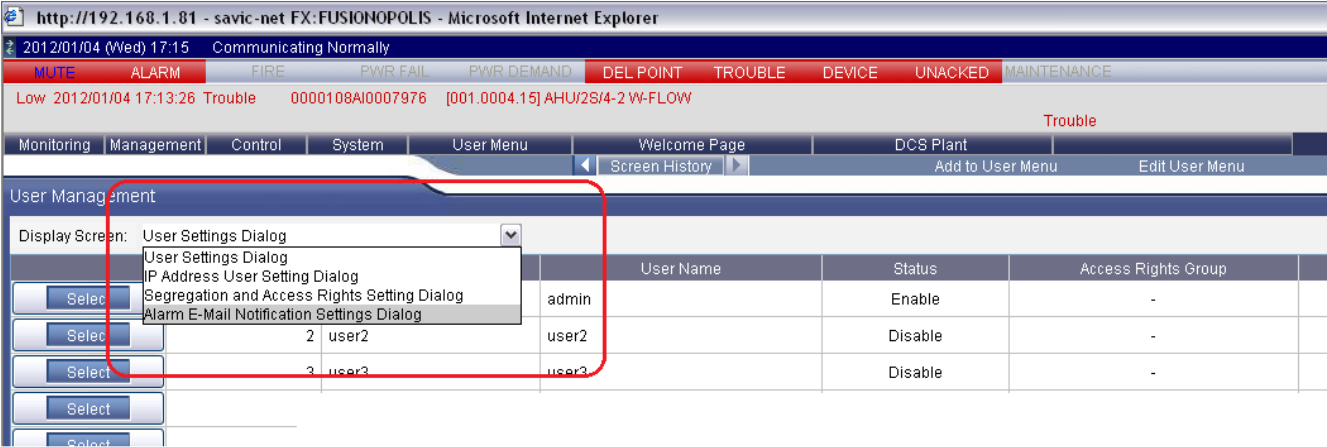 http://192.168.1.81 - savic-net FX:FUSIONOPOLIS - Microsoft Internet Explorer
2012/01/04 (Wed) 17:15 Communicating Normally
MUTE ALARM FIRE PWR FAIL PWR DEMAND DEL POINT TROUBLE DEVICE UNACKED MAINTENANCE
Low 2012/01/04 17:13:26 Trouble 0000108AI0007976 [001.0004.15] AHU/2S/4-2 W-FLOW
Trouble
Monitoring Management Control System User Menu Welcome Page DCS Plant
Screen History Add to User Menu Edit User Menu
User Management
Display Screen: User Settings Dialog
User Settings Dialog
IP Address User Setting Dialog
Segregation and Access Rights Setting Dialog
Alarm E-Mail Notification Settings Dialog
User Name Status Access Rights Group
Select admin Enable -
Select 2 user2 user2 Disable -
Select 3 user3 user3 Disable -
Select
Select